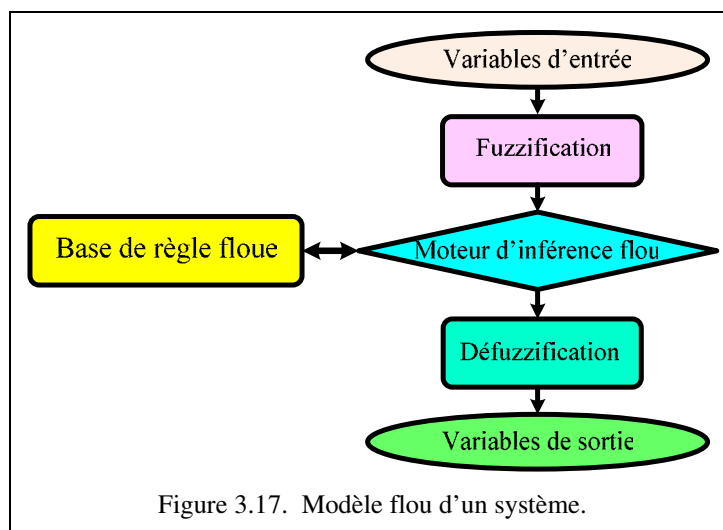 Variables d’entrée
Fuzzification
Base de règle floue
Moteur d’inférence flou
Défuzzification
Variables de sortie
Figure 3.17. Modèle flou d’un système.